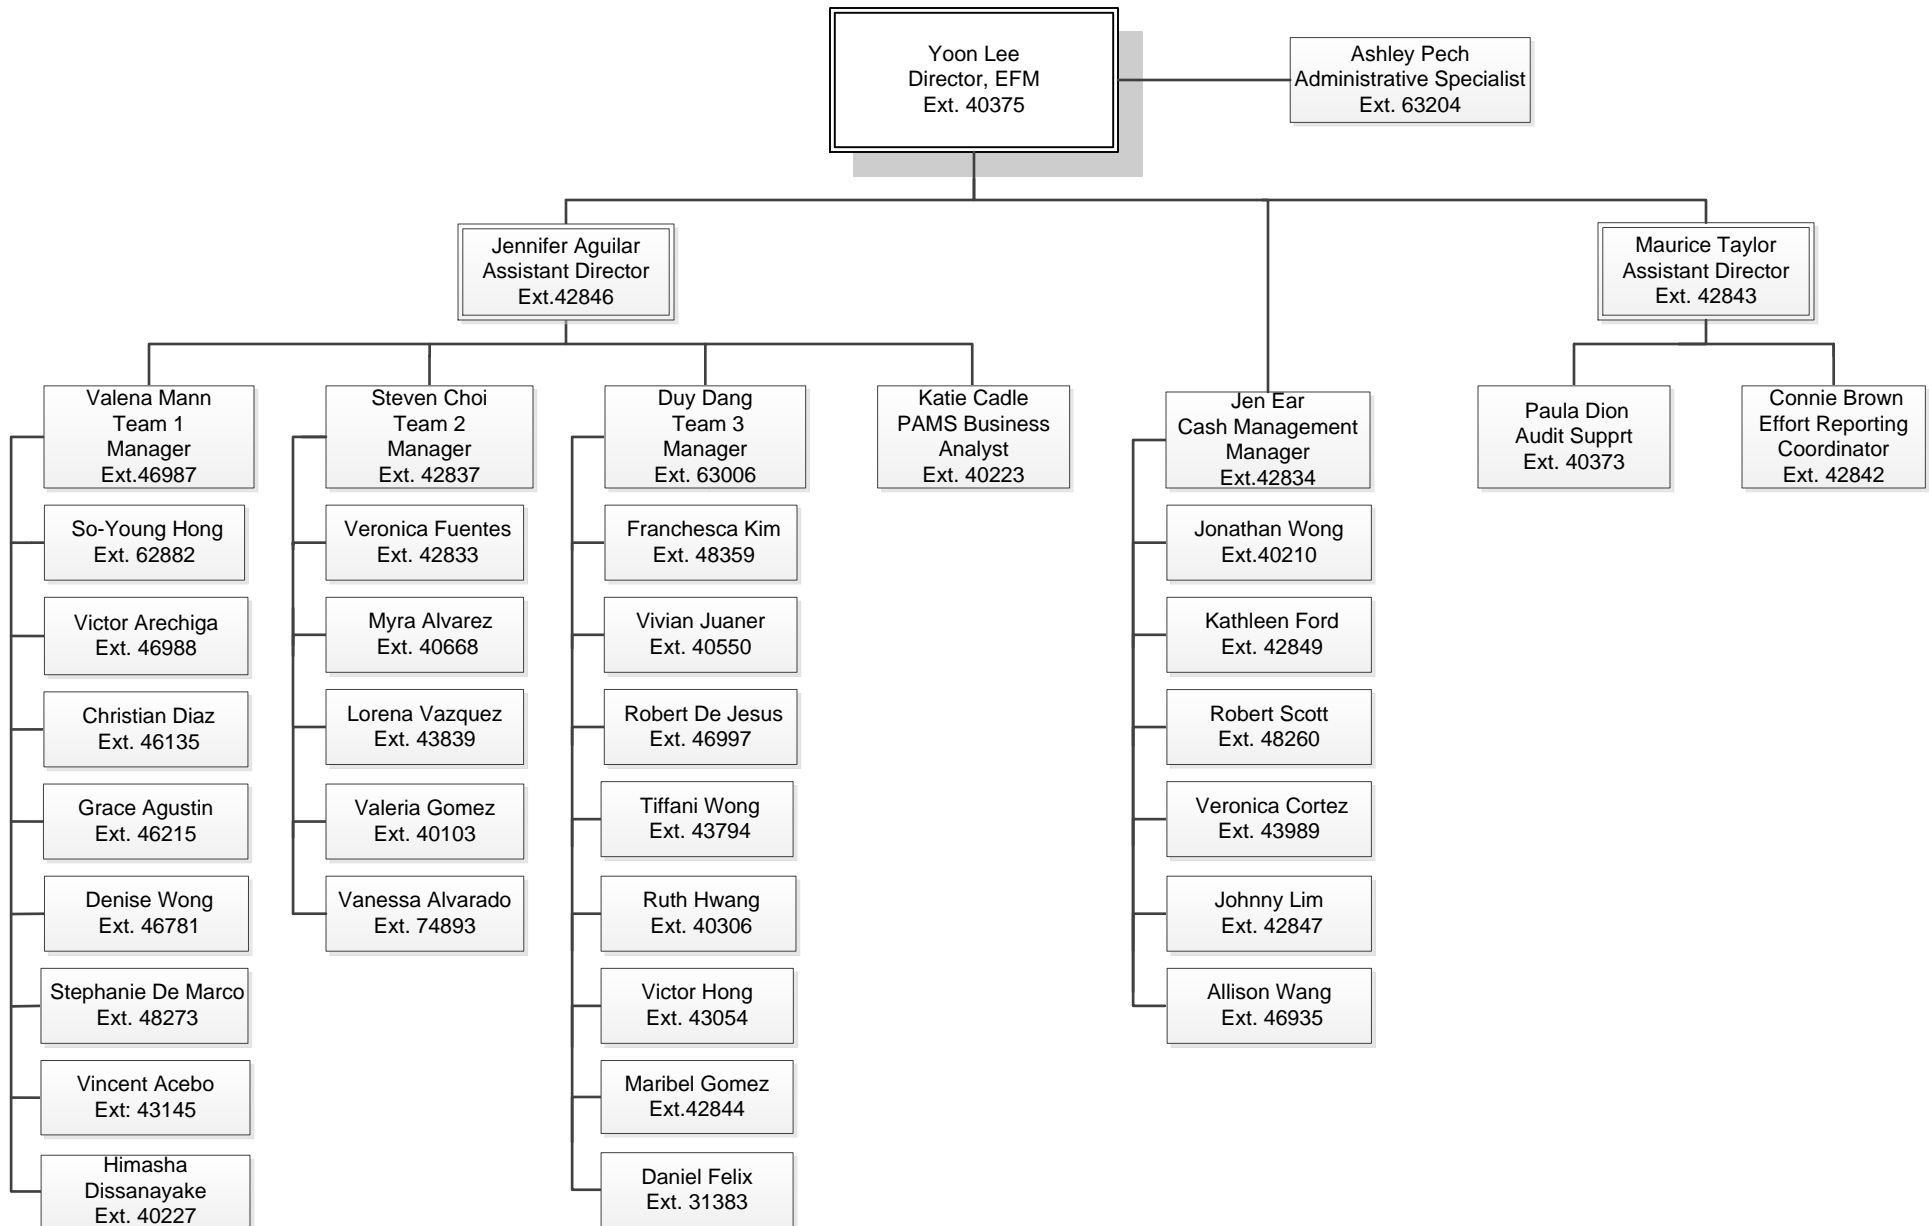 Yoon Lee
Director, EFM
Ext. 40375
Ashley Pech
Administrative Specialist
Ext. 63204
Jennifer Aguilar
Assistant Director
Ext.42846
Maurice Taylor
Assistant Director
Ext. 42843
Valena Mann
Team 1
Manager
Ext.46987
So-Young Hong
Ext. 62882
Victor Arechiga
Ext. 46988
Christian Diaz
Ext. 46135
Grace Agustin
Ext. 46215
Denise Wong
Ext. 46781
Stephanie De Marco
Ext. 48273
Vincent Acebo
Ext: 43145
Himasha
Dissanayake
Ext. 40227
Steven Choi
Team 2
Manager
Ext. 42837
Veronica Fuentes
Ext. 42833
Myra Alvarez
Ext. 40668
Lorena Vazquez
Ext. 43839
Valeria Gomez
Ext. 40103
Vanessa Alvarado
Ext. 74893
Duy Dang
Team 3
Manager
Ext. 63006
Franchesca Kim
Ext. 48359
Vivian Juaner
Ext. 40550
Robert De Jesus
Ext. 46997
Tiffani Wong
Ext. 43794
Ruth Hwang
Ext. 40306
Victor Hong
Ext. 43054
Maribel Gomez
Ext.42844
Daniel Felix
Ext. 31383
Katie Cadle
PAMS Business
Analyst
Ext. 40223
Jen Ear
Cash Management
Manager
Ext.42834
Jonathan Wong
Ext.40210
Kathleen Ford
Ext. 42849
Robert Scott
Ext. 48260
Veronica Cortez
Ext. 43989
Johnny Lim
Ext. 42847
Allison Wang
Ext. 46935
Paula Dion
Audit Supprt
Ext. 40373
Connie Brown
Effort Reporting
Coordinator
Ext. 42842